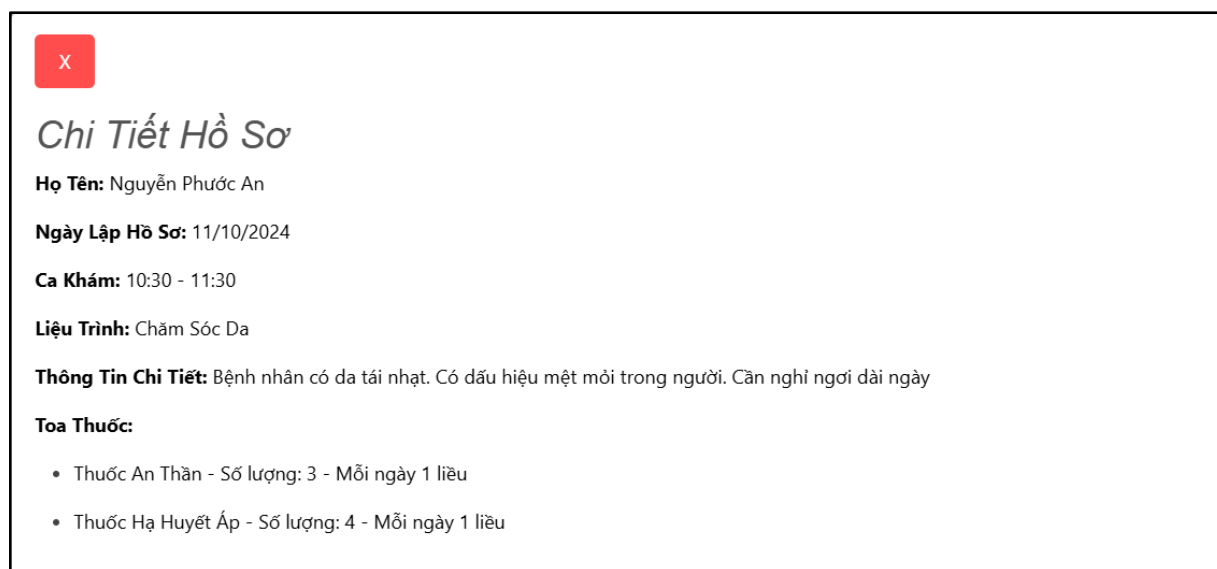 X
Chi Tiết Hồ Sơ
Họ Tên: Nguyễn Phước An
Ngày Lập Hồ Sơ: 11/10/2024
Ca Khám: 10:30 - 11:30
Liệu Trình: Chăm Sóc Da
Thông Tin Chi Tiết: Bệnh nhân có da tái nhạt. Có dấu hiệu mệt mỏi trong người. Cần nghỉ ngơi dài ngày
Toa Thuốc:
• Thuốc An Thần - Số lượng: 3 - Mỗi ngày 1 liều
• Thuốc Hạ Huyết Áp - Số lượng: 4 - Mỗi ngày 1 liều